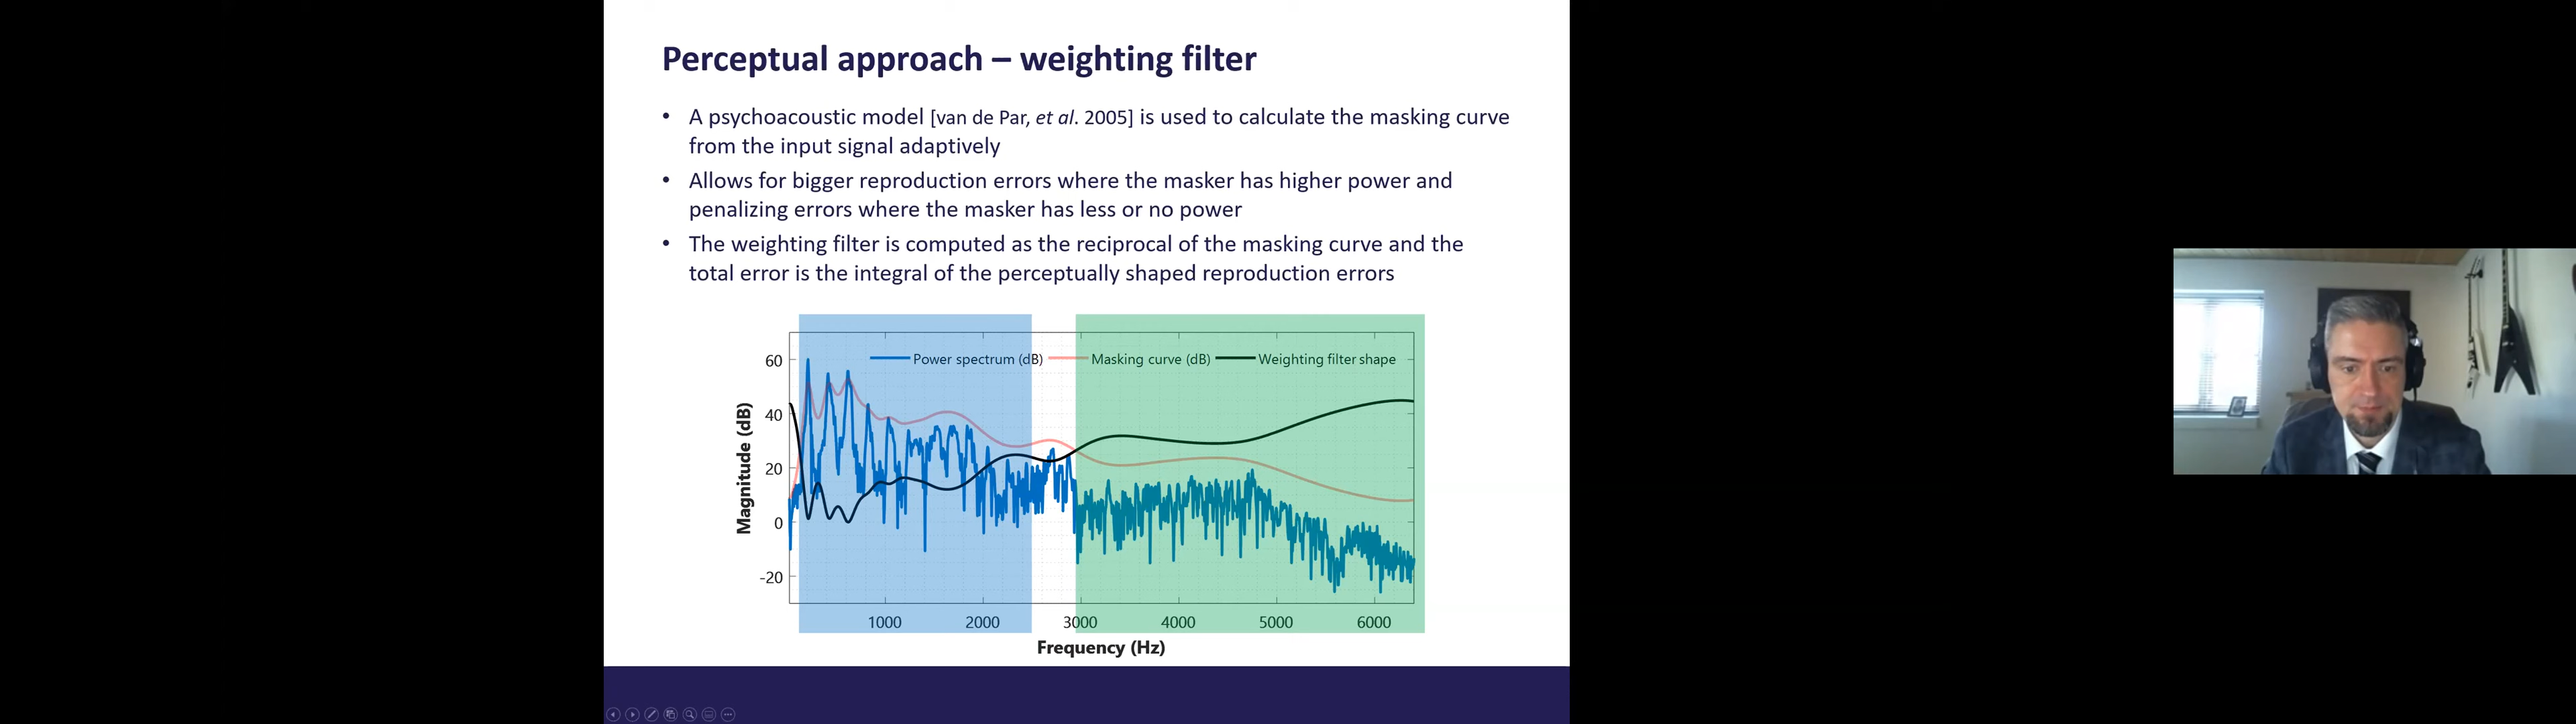 Perceptual approach – weighting filter
• A psychoacoustic model [van de Par, et al. 2005] is used to calculate the masking curve
from the input signal adaptively
• Allows for bigger reproduction errors where the masker has higher power and
penalizing errors where the masker has less or no power
• The weighting filter is computed as the reciprocal of the masking curve and the
total error is the integral of the perceptually shaped reproduction errors
Power spectrum (dB) Masking curve (dB) Weighting filter shape
Magnitude (dB)
60
40
20
0
-20
1000 2000 3000 4000 5000 6000
Frequency (Hz)